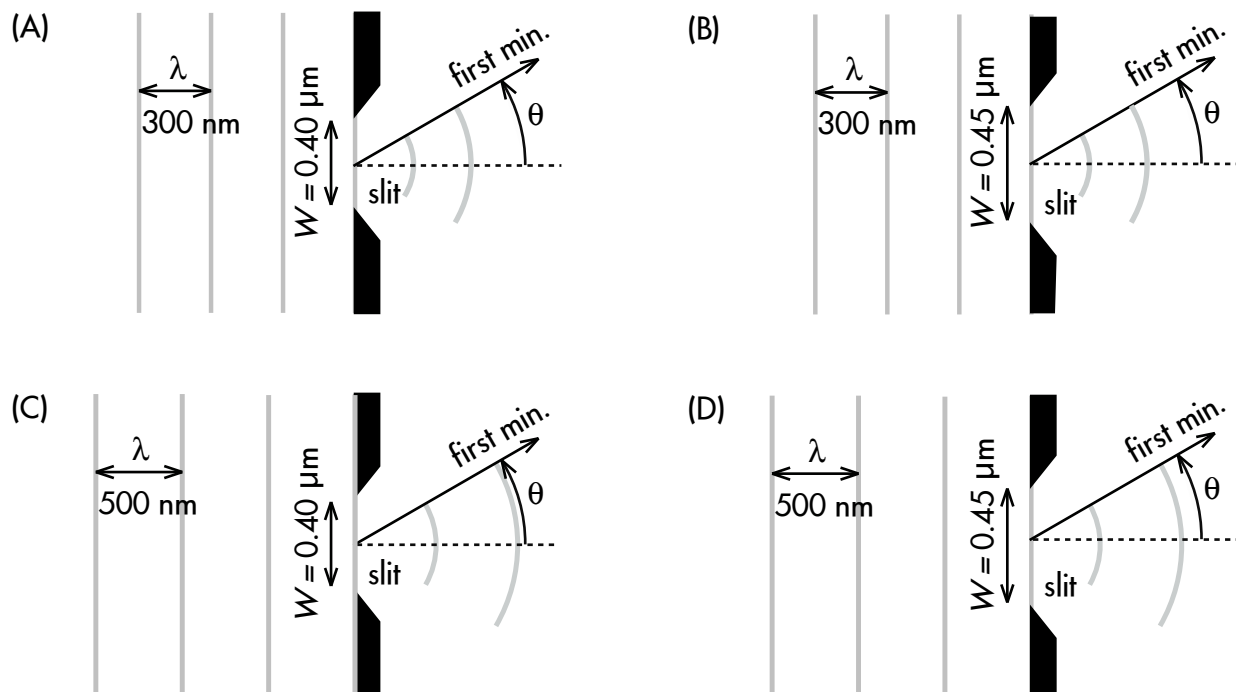 (A)
λ
300 nm
W = 0.40 µm
slit
first min.
θ
(B)
λ
300 nm
W = 0.45 µm
slit
first min.
θ
(C)
λ
500 nm
W = 0.40 µm
slit
first min.
θ
(D)
λ
500 nm
W = 0.45 µm
slit
first min.
θ